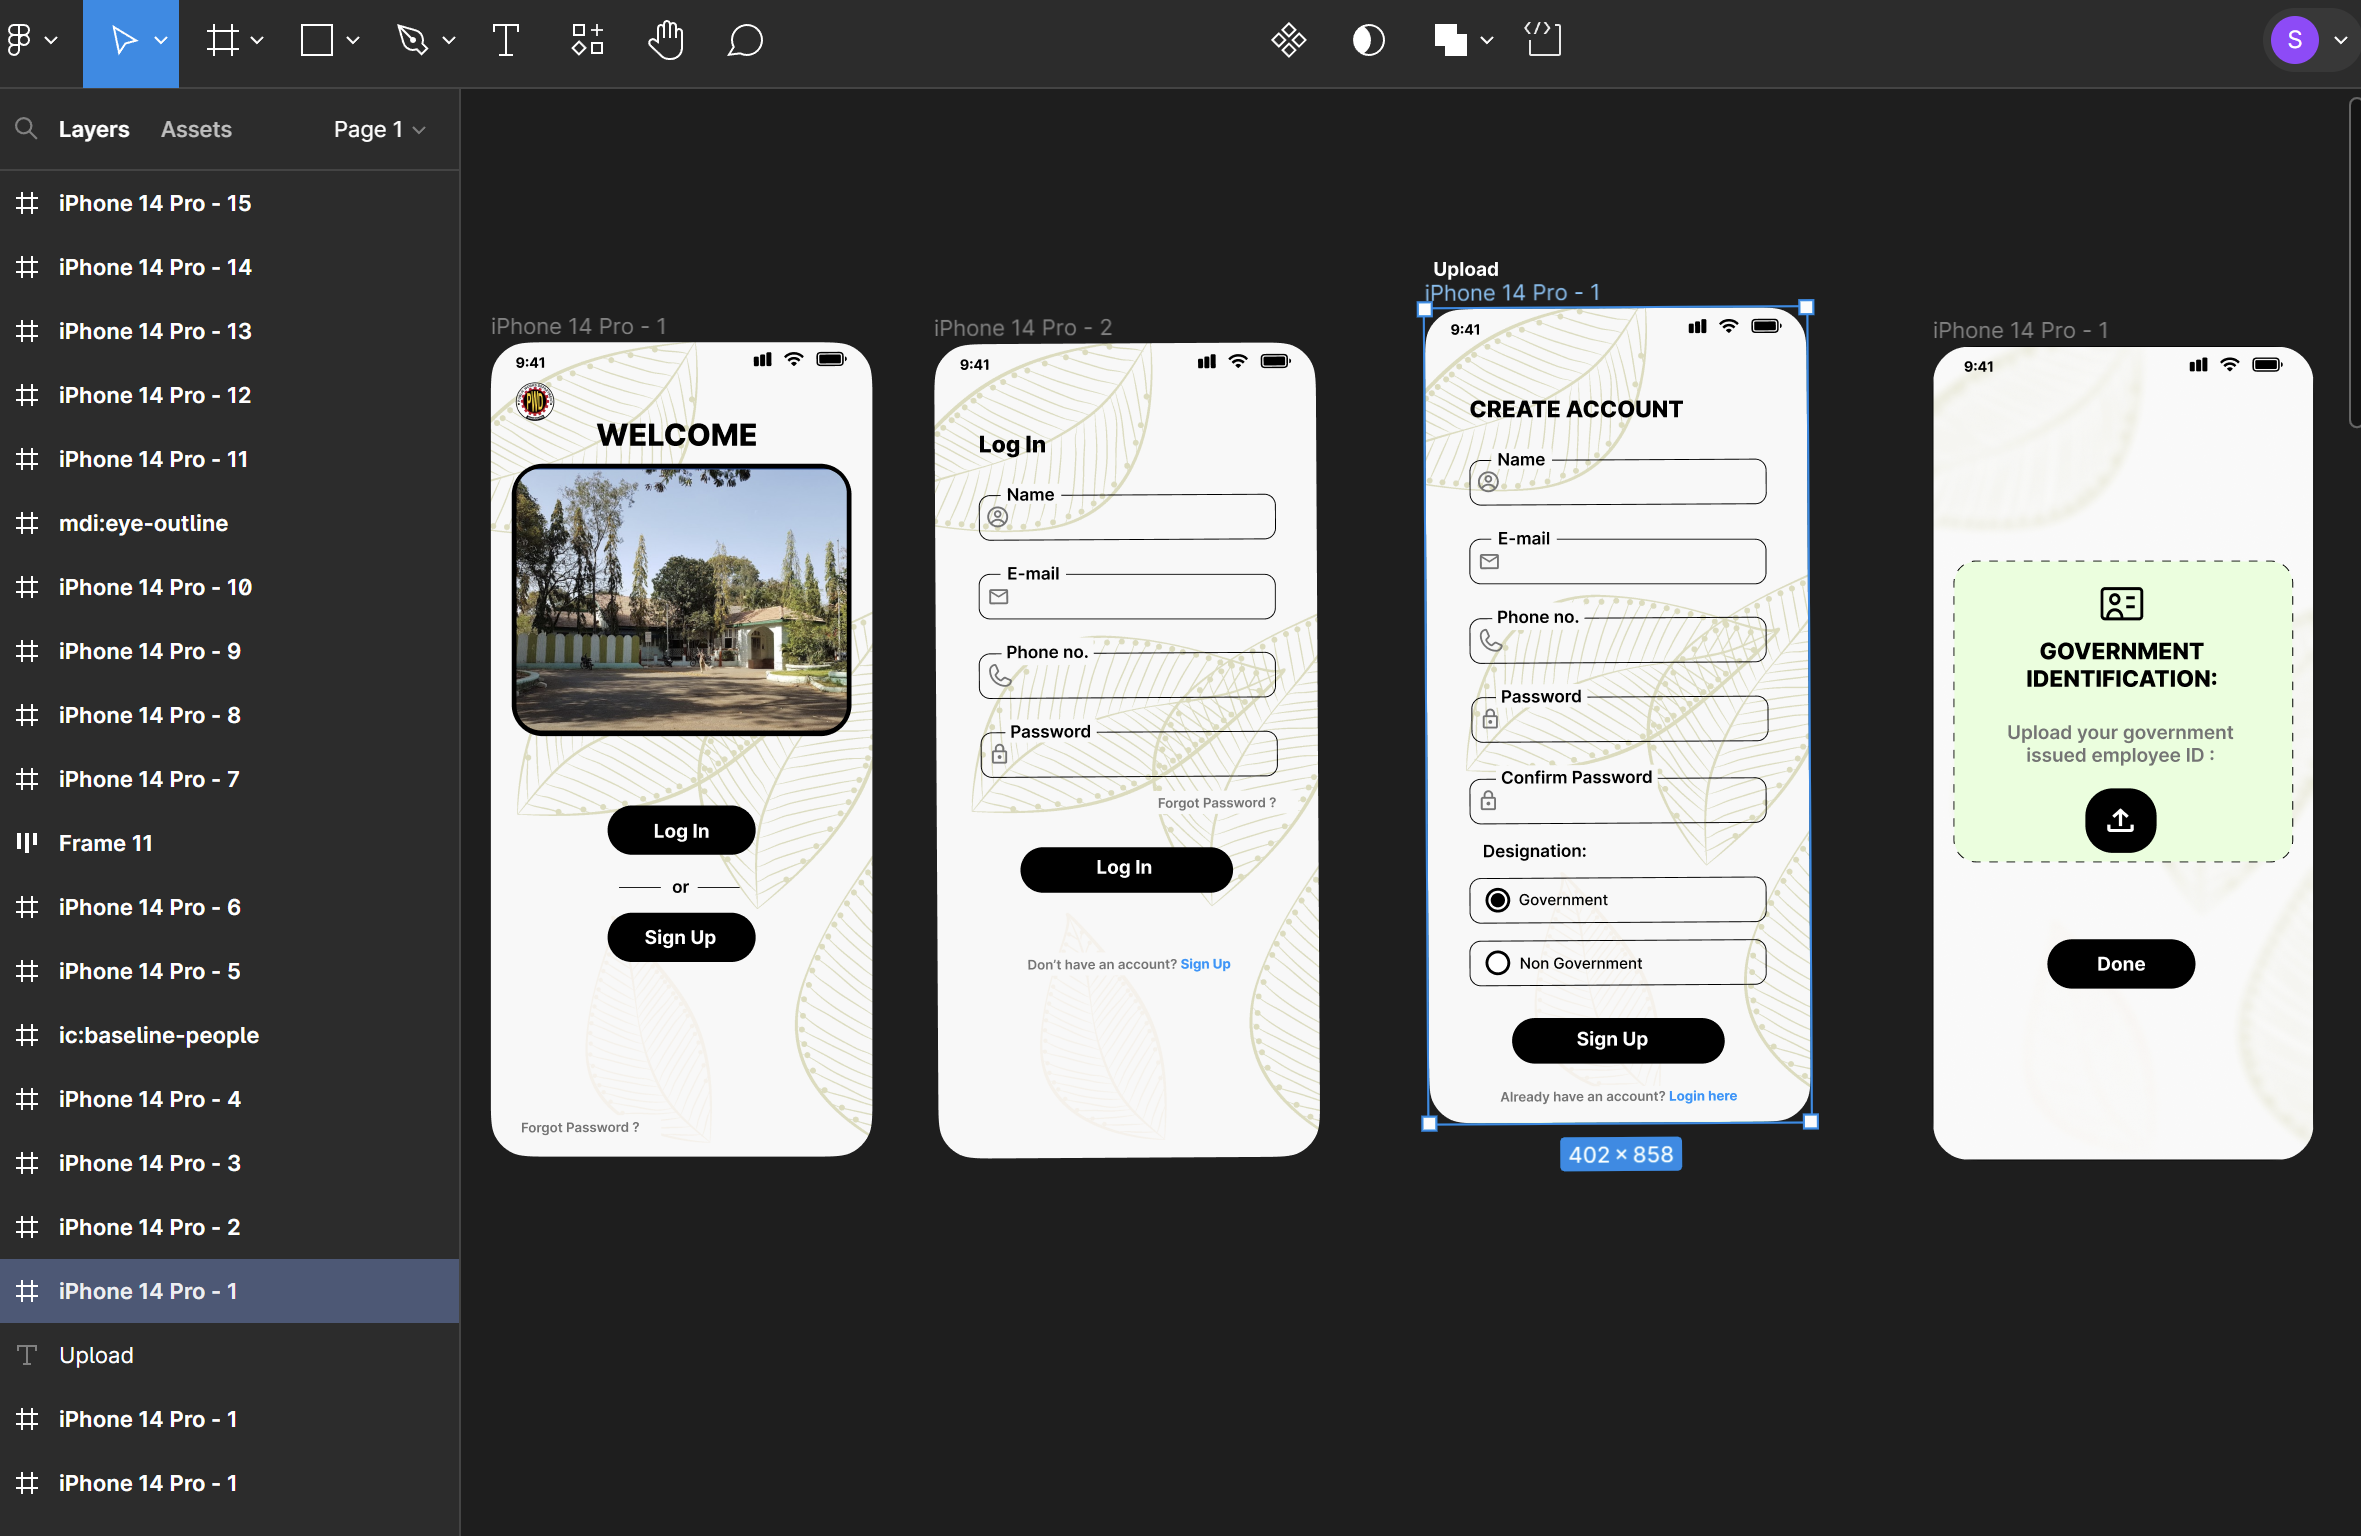 S
Layers Assets Page 1
iPhone 14 Pro - 15
iPhone 14 Pro - 14
iPhone 14 Pro - 13
iPhone 14 Pro - 12
iPhone 14 Pro - 11
mdi:eye-outline
iPhone 14 Pro - 10
iPhone 14 Pro - 9
iPhone 14 Pro - 8
iPhone 14 Pro - 7
Frame 11
iPhone 14 Pro - 6
iPhone 14 Pro - 5
ic:baseline-people
iPhone 14 Pro - 4
iPhone 14 Pro - 3
iPhone 14 Pro - 2
iPhone 14 Pro - 1
Upload
iPhone 14 Pro - 1
iPhone 14 Pro - 1
iPhone 14 Pro - 1
9:41
PWD
WELCOME
Log In
or
Sign Up
Forgot Password ?
iPhone 14 Pro - 2
9:41
Log In
Name
E-mail
Phone no.
Password
Forgot Password ?
Log In
Don't have an account? Sign Up
Upload
iPhone 14 Pro - 1
9:41
CREATE ACCOUNT
Name
E-mail
Phone no.
Password
Confirm Password
Designation:
Government
Non Government
Sign Up
Already have an account? Login here
402 × 858
iPhone 14 Pro - 1
9:41
GOVERNMENT
IDENTIFICATION:
Upload your government
issued employee ID :
Done